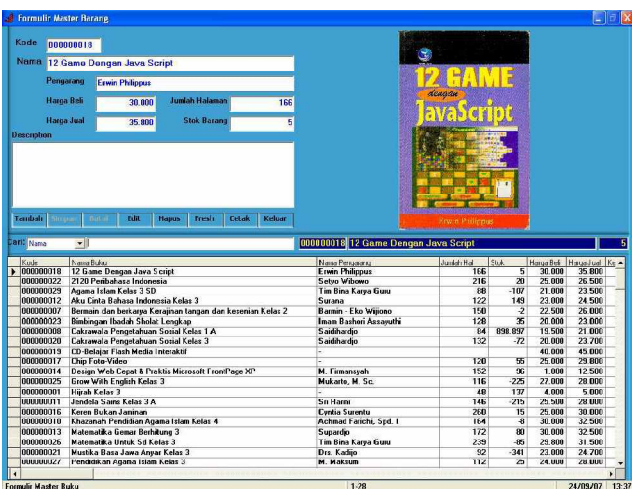 Formulir Master Barang
Kode 000000018
Nama 12 Game Dengan Java Script
Pengarang Erwin Philippus
Harga Beli 30.000 Jumlah Halaman 166
Harga Jual 35.800 Stok Barang 5
Description
Tambah Simpan Batal Edit Hapus Fresh Cetak Keluar
12 GAME
dengan
JavaScript
Erwin Philippus
Cari: Nama 000000018 12 Game Dengan Java Script 5
Kode Nama Buku Nama Pengarang Jumlah Hal Stok Harga Beli Harga Jual
000000018 12 Game Dengan Java Script Erwin Philippus 166 5 30.000 35.800
000000022 2120 Peribahasa Indonesia Setyo Wibowo 216 20 25.000 26.500
000000029 Agama Islam Kelas 3 SD Tim Bina Karya Guru 88 -107 21.000 23.500
000000012 Aku Cinta Bahasa Indonesia Kelas 3 Surana 122 149 23.000 24.500
000000007 Bermain dan berkarya Kerajinan tangan dan kesenian Kelas 2 Barmin - Eko Wijiono 150 -2 22.500 26.000
000000023 Bimbingan Ibadah Sholat Lengkap Imam Bashori Assayuthi 128 35 20.000 23.000
000000008 Cakrawala Pengetahuan Sosial Kelas 1 A Saidihardjo 84 898.897 19.500 21.000
000000020 Cakrawala Pengetahuan Sosial Kelas 3 Saidihardjo 132 -72 20.000 23.700
000000019 CD-Belajar Flash Media Interaktif - 40.000 45.000
000000017 Chip Foto-Video - 120 55 25.000 29.800
000000014 Design Web Cepat & Praktis Microsoft FrontPage XP M. Firmansyah 152 96 1.000 12.500
000000025 Grow With English Kelas 3 Mukarto, M. Sc. 116 -225 27.000 28.000
000000001 Hijrah Kelas 3 - 48 137 4.000 5.000
000000011 Jendela Sains Kelas 3 A Sri Harni 146 -215 25.500 28.000
000000016 Keren Bukan Jaminan Cyntia Surentu 260 15 25.000 30.000
000000010 Khazanah Pendidian Agama Islam Kelas 4 Achmad Farichi, Spd. I 164 -8 30.000 32.500
000000013 Matematika Gemar Berhitung 3 Supardjo 172 80 30.000 32.500
000000026 Matematika Untuk Sd Kelas 3 Tim Bina Karya Guru 239 -85 29.800 31.500
000000021 Mustika Basa Jawa Anyar Kelas 3 Drs. Kadijo 92 -341 23.000 24.700
000000027 Pendidikan Agama Islam Kelas 3 M. Maksum 112 25 24.000 28.000
Formulir Master Buku 1-28 24/09/07 13:37